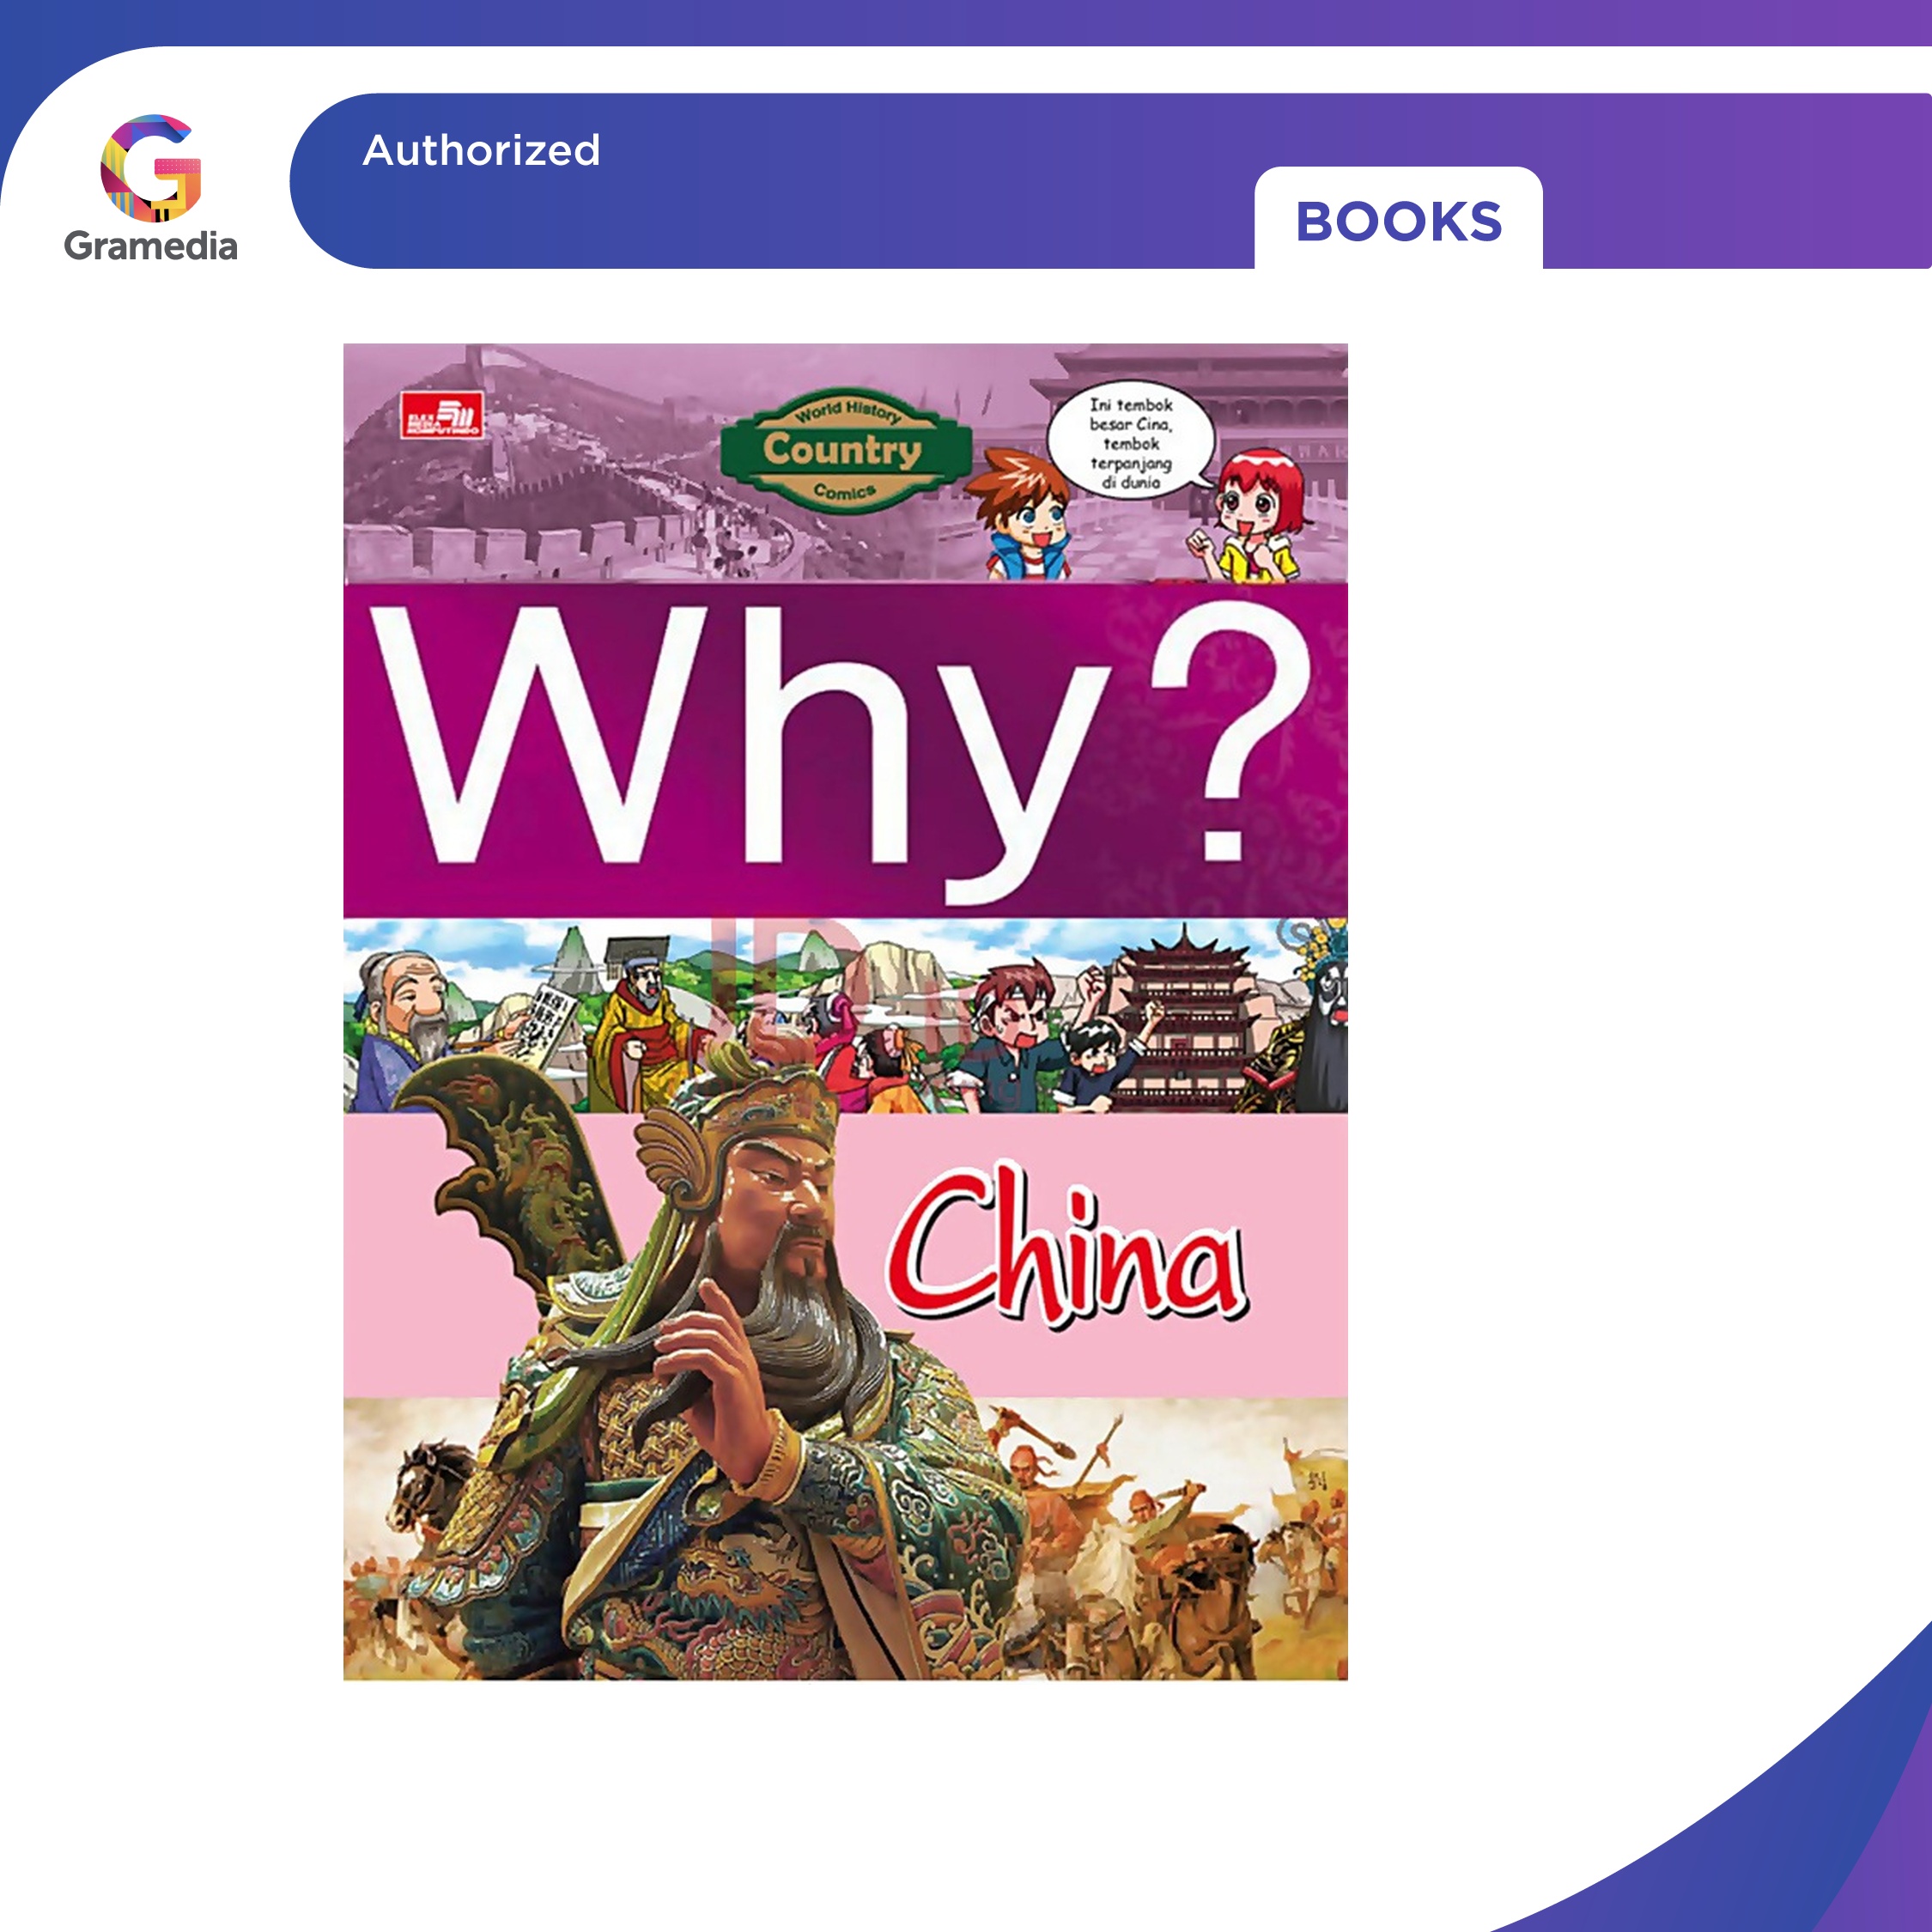 Authorized
BOOKS
Gramedia
ELEX
MEDIA
KOMPUTINDO
World History
Country
Comics
Ini tembok
besar Cina,
tembok
terpanjang
di dunia
Why?
China